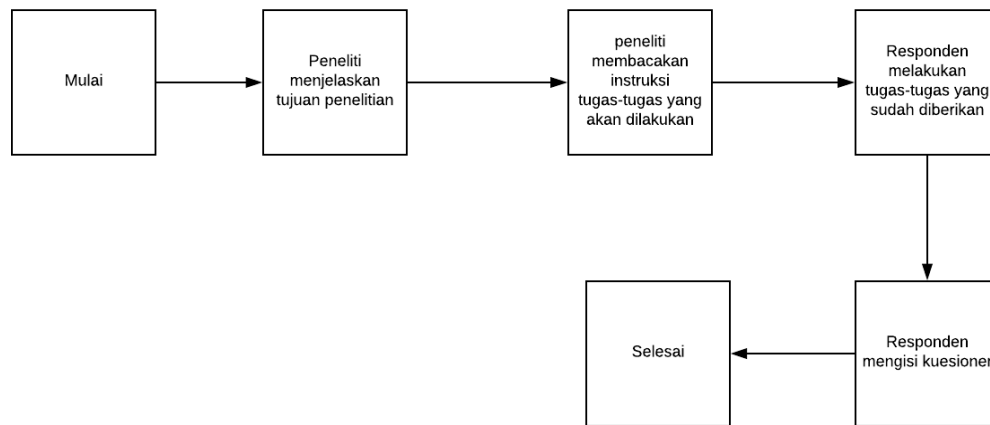 Mulai
Peneliti
menjelaskan
tujuan penelitian
peneliti
membacakan
instruksi
tugas-tugas yang
akan dilakukan
Responden
melakukan
tugas-tugas yang
sudah diberikan
Responden
mengisi kuesioner
Selesai